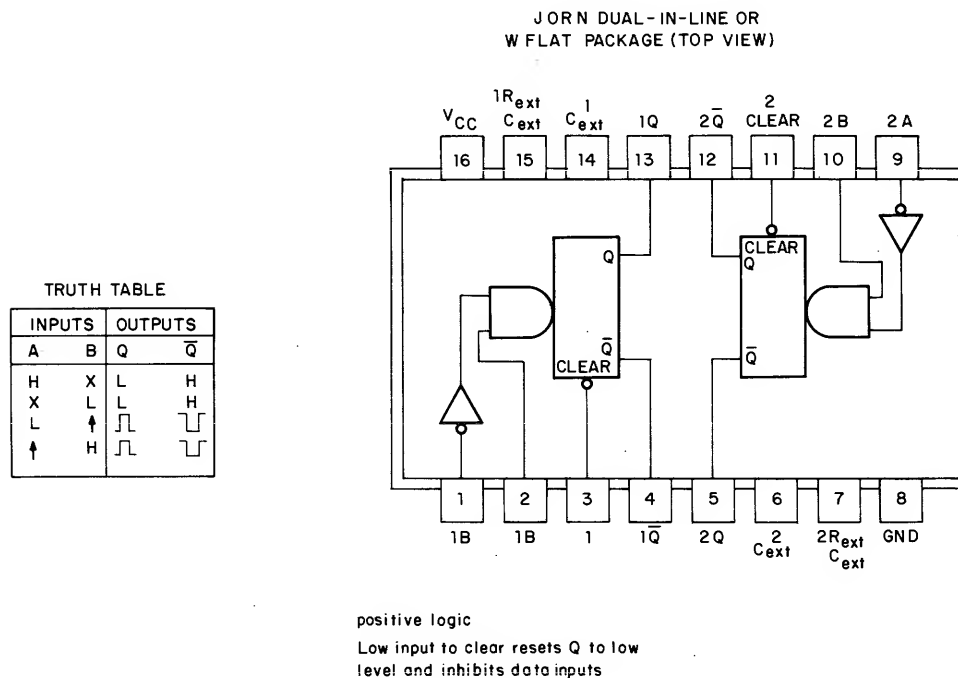 JORN DUAL-IN-LINE OR
W FLAT PACKAGE (TOP VIEW)
VCC
1Rext
Cext
1
Cext
1Q
2Q̅
2
CLEAR
2B
2A
16 15 14 13 12 11 10 9
CLEAR
Q
Q
Q̅
Q̅
CLEAR
TRUTH TABLE
INPUTS OUTPUTS
A B Q Q̅
H X L H
X L L H
L ↑
↑ H
1 2 3 4 5 6 7 8
1B
1B
1
1Q̅
2Q
2
Cext
2Rext
Cext
GND
positive logic
Low input to clear resets Q to low
level and inhibits data inputs